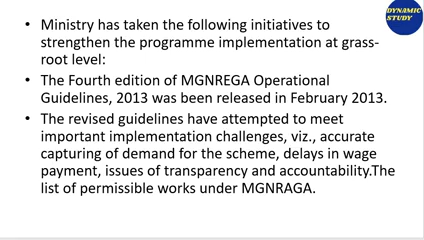 DYNAMIC
STUDY
• Ministry has taken the following initiatives to
strengthen the programme implementation at grass-
root level:
• The Fourth edition of MGNREGA Operational
Guidelines, 2013 was been released in February 2013.
• The revised guidelines have attempted to meet
important implementation challenges, viz., accurate
capturing of demand for the scheme, delays in wage
payment, issues of transparency and accountability.The
list of permissible works under MGNRAGA.